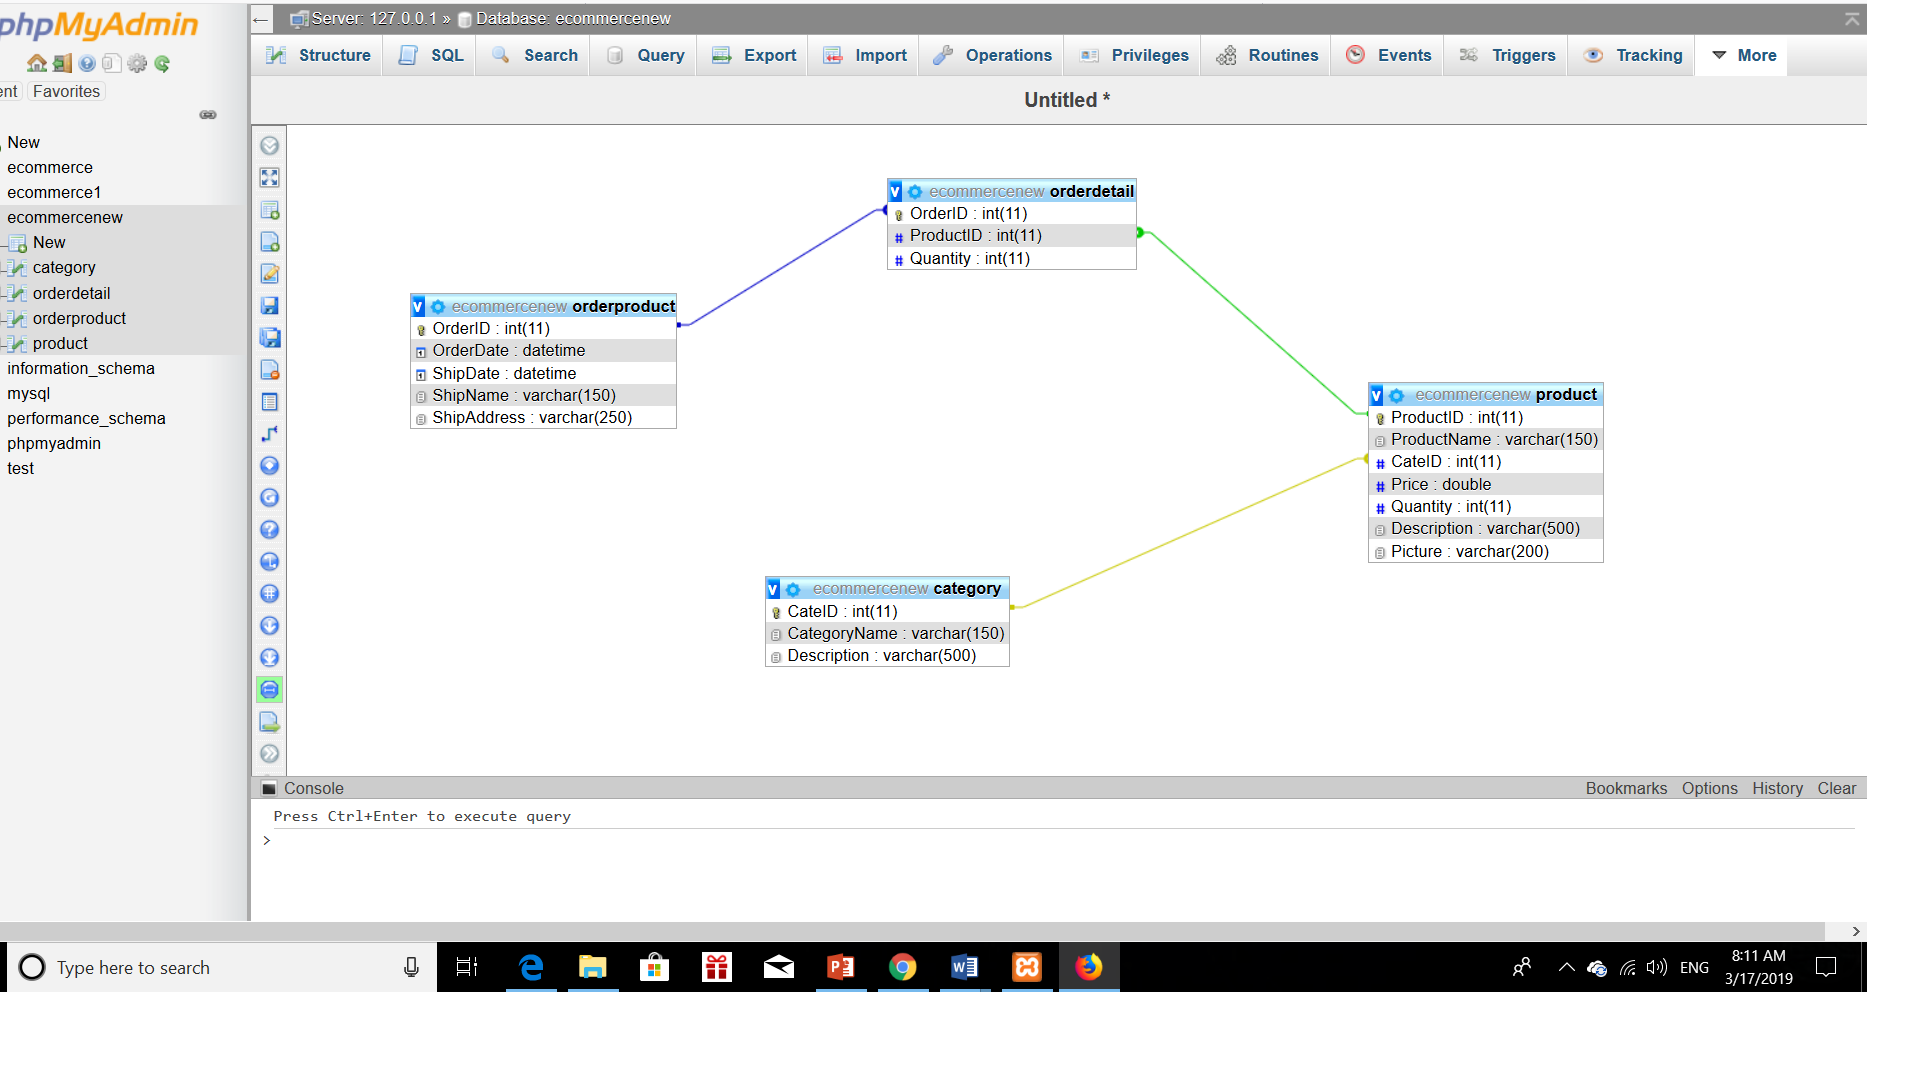 phpMyAdmin
ent Favorites
New
ecommerce
ecommerce1
ecommercenew
New
category
orderdetail
orderproduct
product
information_schema
mysql
performance_schema
phpmyadmin
test
Server: 127.0.0.1 » Database: ecommercenew
Structure SQL Search Query Export Import Operations Privileges Routines Events Triggers Tracking More
Untitled *
V ecommercenew orderdetail
OrderID : int(11)
# ProductID : int(11)
# Quantity : int(11)
V ecommercenew orderproduct
OrderID : int(11)
OrderDate : datetime
ShipDate : datetime
ShipName : varchar(150)
ShipAddress : varchar(250)
V ecommercenew product
ProductID : int(11)
ProductName : varchar(150)
# CateID : int(11)
# Price : double
# Quantity : int(11)
Description : varchar(500)
Picture : varchar(200)
V ecommercenew category
CateID : int(11)
CategoryName : varchar(150)
Description : varchar(500)
Console Bookmarks Options History Clear
Press Ctrl+Enter to execute query
>
Type here to search
ENG
8:11 AM
3/17/2019